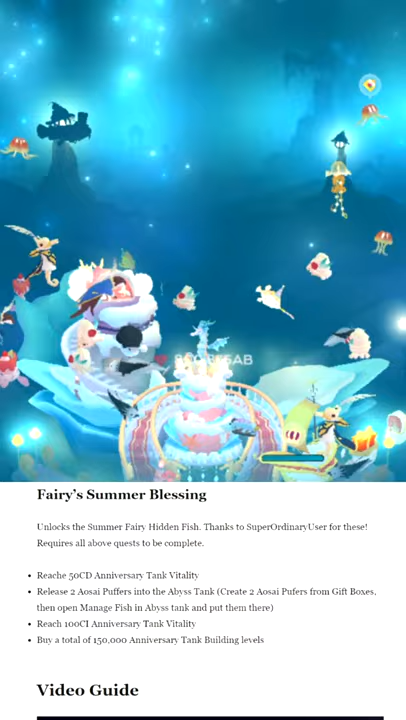 Fairy's Summer Blessing
Unlocks the Summer Fairy Hidden Fish. Thanks to SuperOrdinaryUser for these!
Requires all above quests to be complete.
Reache 50CD Anniversary Tank Vitality
Release 2 Aosai Puffers into the Abyss Tank (Create 2 Aosai Pufers from Gift Boxes,
then open Manage Fish in Abyss tank and put them there)
Reach 100CI Anniversary Tank Vitality
Buy a total of 150,000 Anniversary Tank Building levels
Video Guide